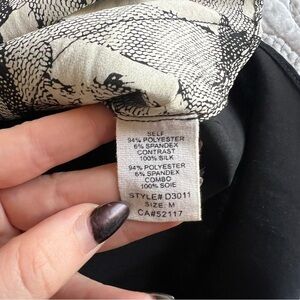 SELF
94% POLYESTER
6% SPANDEX
CONTRAST
100% SILK
94% POLYESTER
6% SPANDEX
COMBO
100% SOIE
STYLE# D3011
SIZE: M
CA#52117